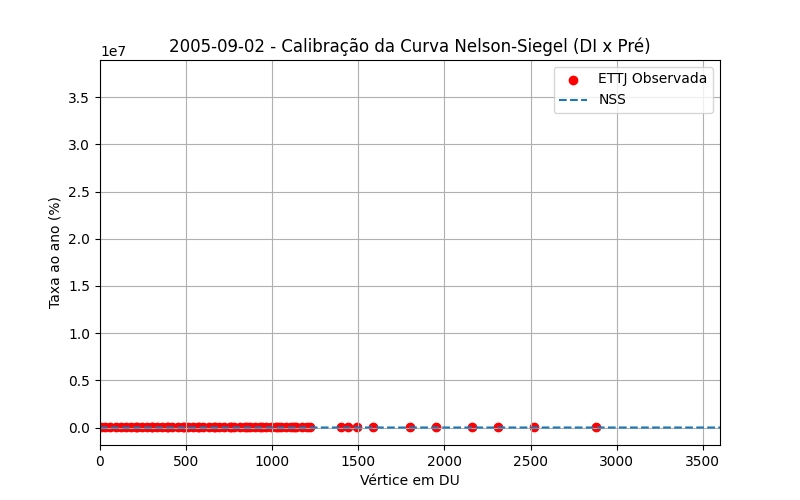 2005-09-02 - Calibração da Curva Nelson-Siegel (DI x Pré)
1e7
ETTJ Observada
NSS
3.5
3.0
2.5
2.0
1.5
1.0
0.5
0.0
Taxa ao ano (%)
0 500 1000 1500 2000 2500 3000 3500
Vértice em DU